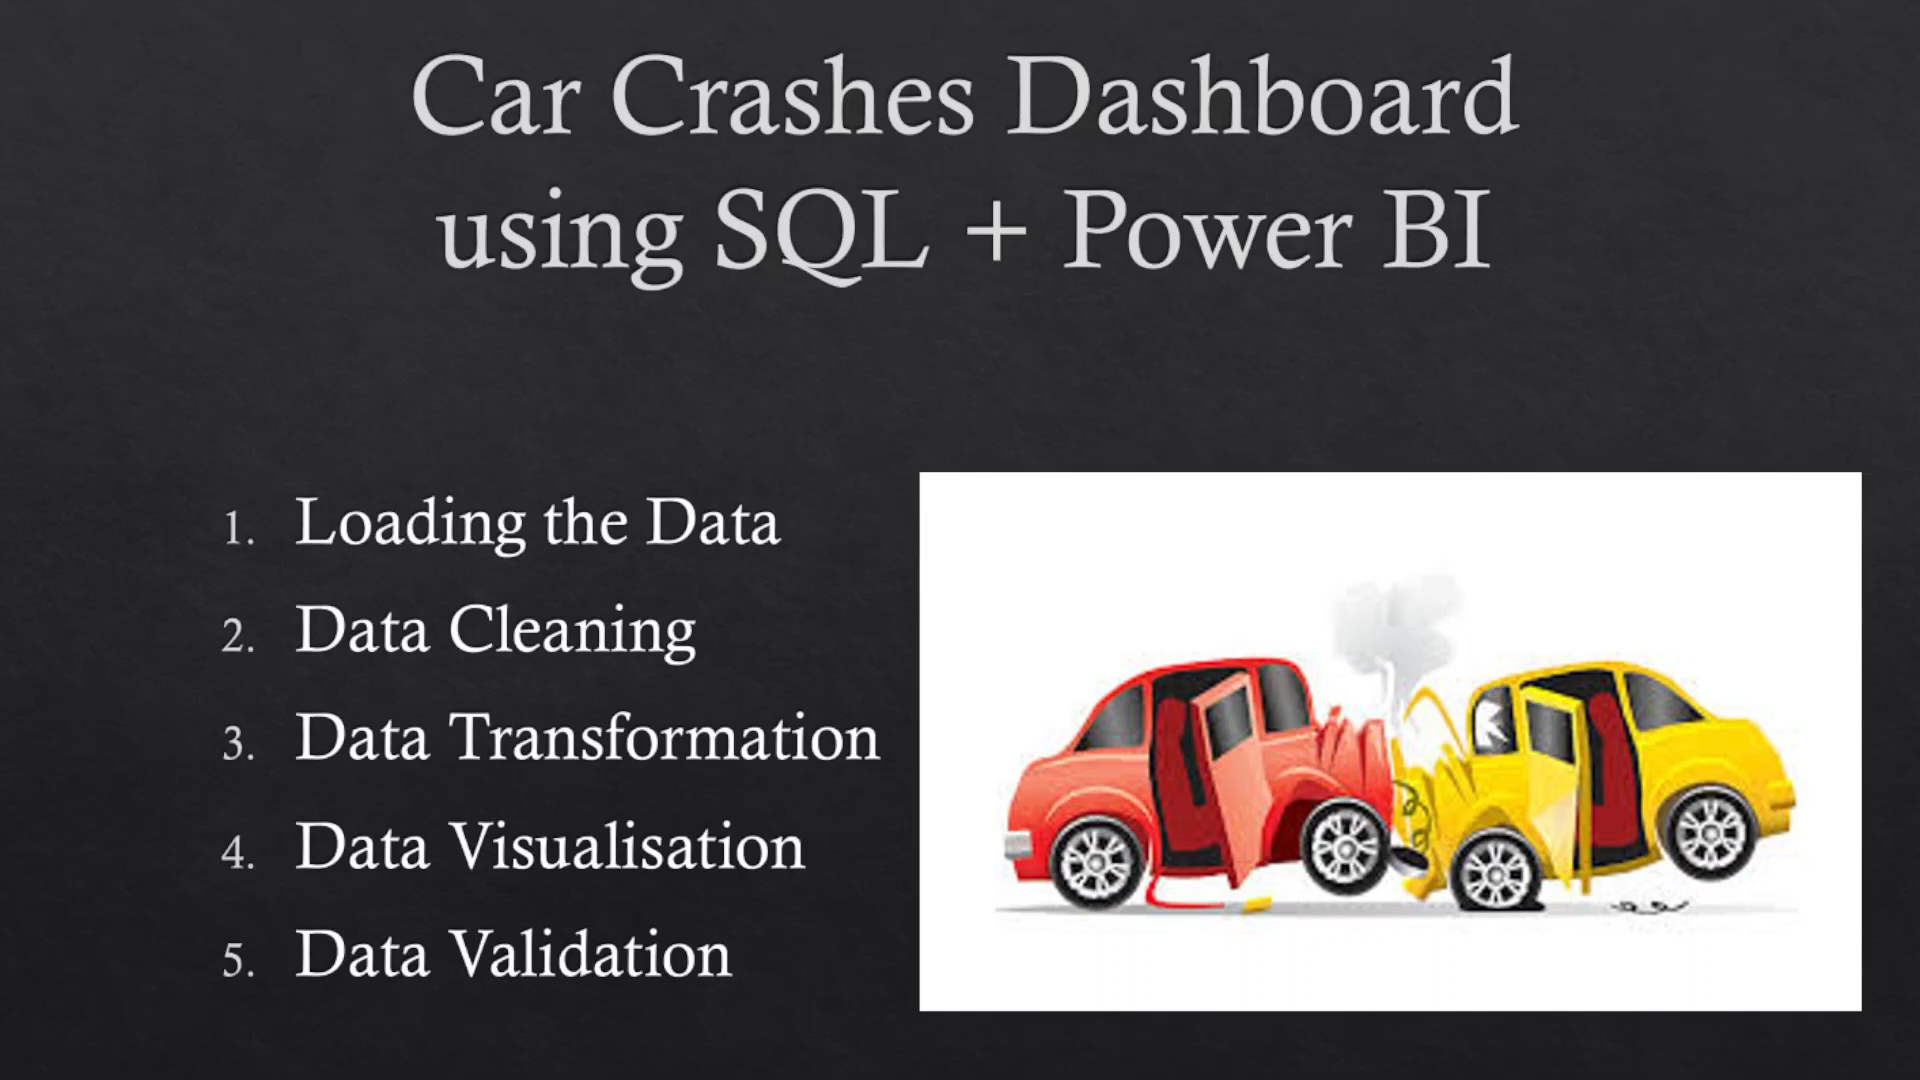 Car Crashes Dashboard
using SQL + Power BI
1. Loading the Data
2. Data Cleaning
3. Data Transformation
4. Data Visualisation
5. Data Validation